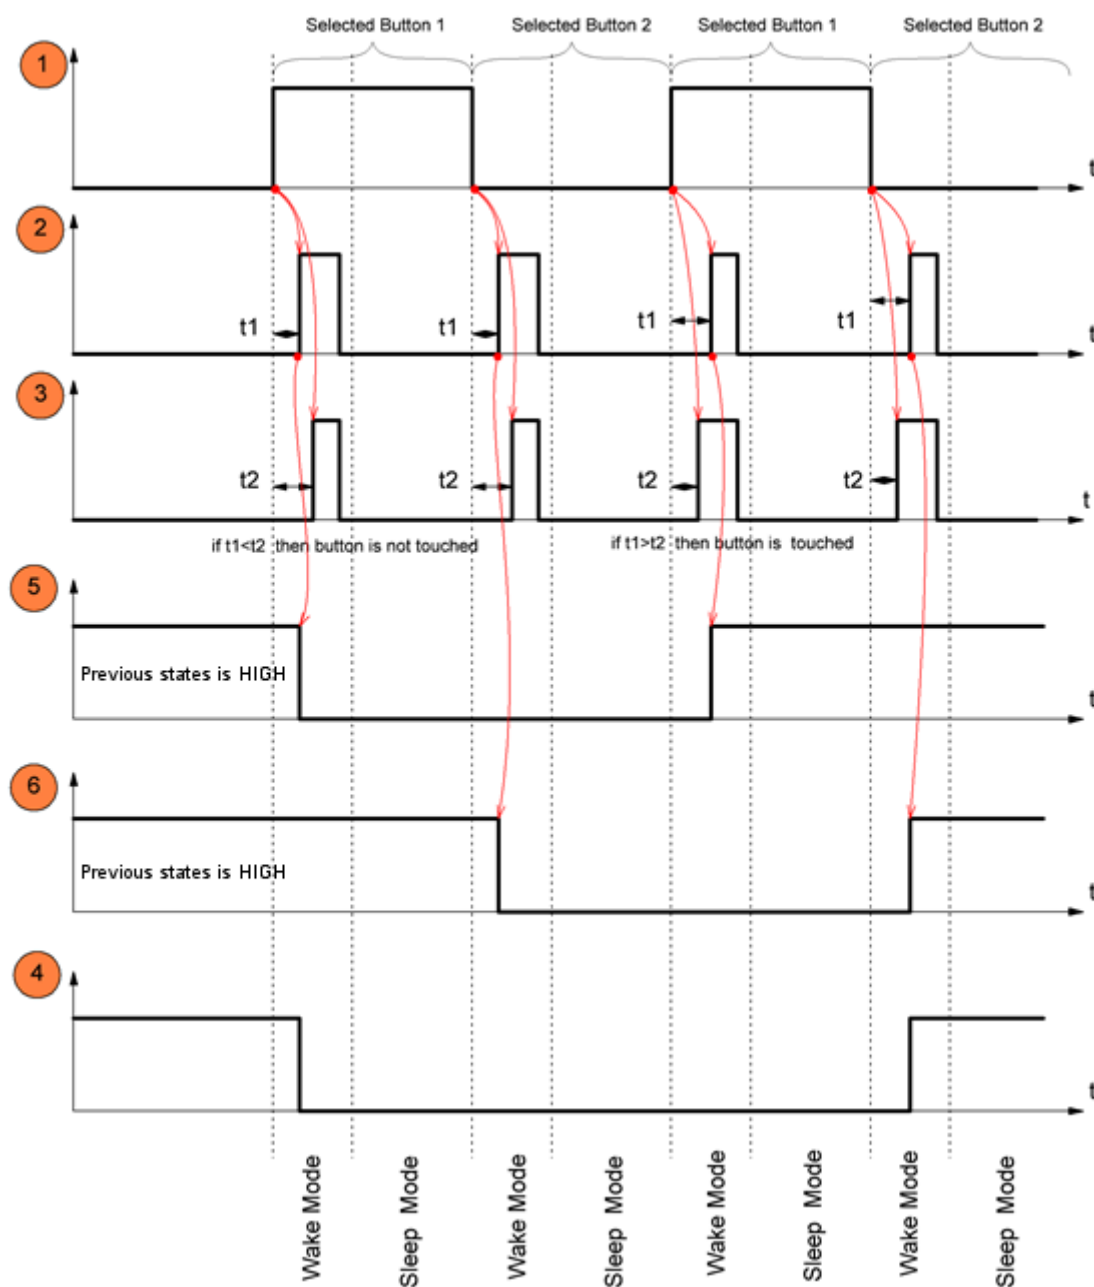 Selected Button 1
Selected Button 2
Selected Button 1
Selected Button 2
1
t
2
t1
t1
t1
t1
t
3
t2
t2
t2
t2
t
if t1<t2 then button is not touched
if t1>t2 then button is touched
5
Previous states is HIGH
t
6
Previous states is HIGH
t
4
t
Wake Mode
Sleep Mode
Wake Mode
Sleep Mode
Wake Mode
Sleep Mode
Wake Mode
Sleep Mode